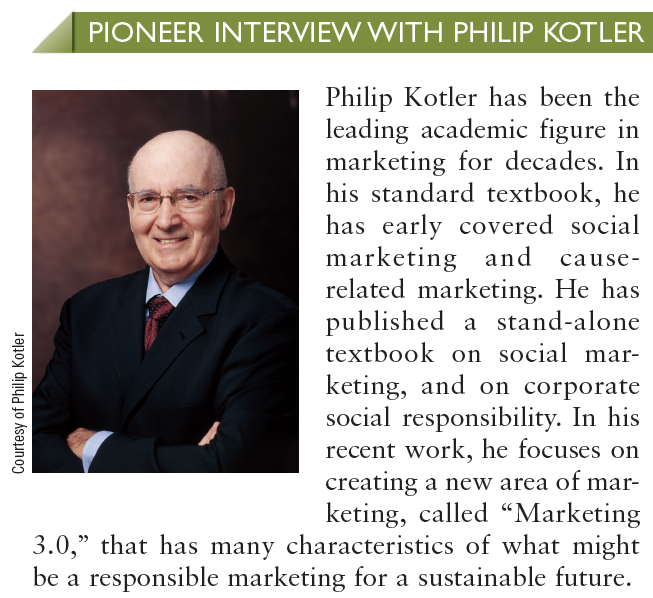 PIONEER INTERVIEW WITH PHILIP KOTLER
Courtesy of Philip Kotler
Philip Kotler has been the
leading academic figure in
marketing for decades. In
his standard textbook, he
has early covered social
marketing and cause-
related marketing. He has
published a stand-alone
textbook on social mar-
keting, and on corporate
social responsibility. In his
recent work, he focuses on
creating a new area of mar-
keting, called “Marketing
3.0,” that has many characteristics of what might
be a responsible marketing for a sustainable future.